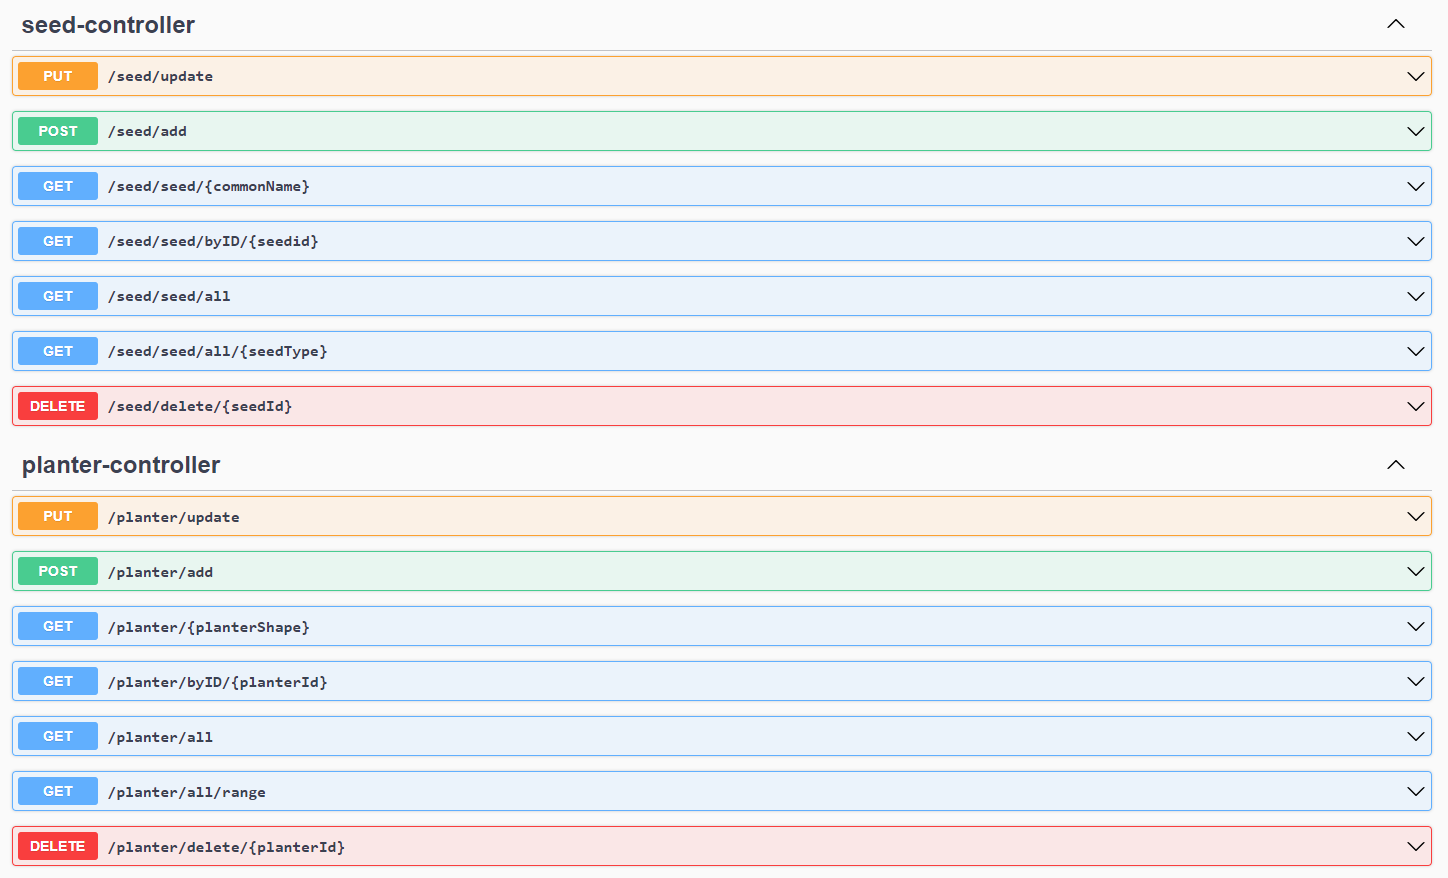 seed-controller
PUT /seed/update
POST /seed/add
GET /seed/seed/{commonName}
GET /seed/seed/byID/{seedid}
GET /seed/seed/all
GET /seed/seed/all/{seedType}
DELETE /seed/delete/{seedId}
planter-controller
PUT /planter/update
POST /planter/add
GET /planter/{planterShape}
GET /planter/byID/{planterId}
GET /planter/all
GET /planter/all/range
DELETE /planter/delete/{planterId}